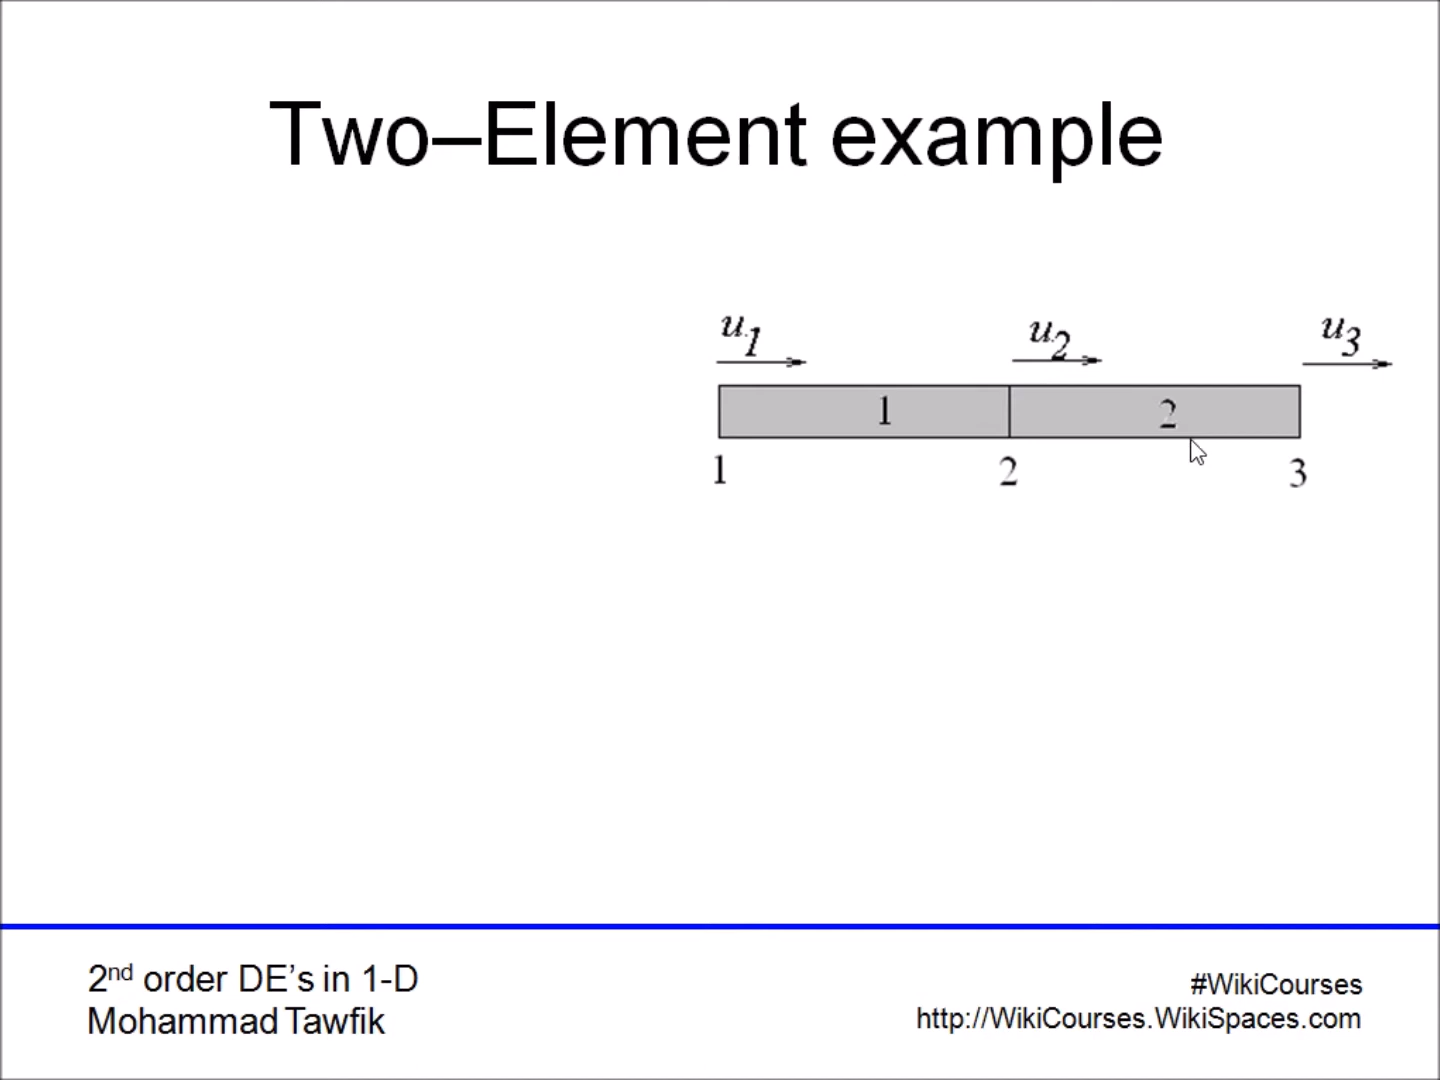 Two–Element example
u1 u2 u3
1 2
1 2 3
2nd order DE's in 1-D
Mohammad Tawfik
#WikiCourses
http://WikiCourses.WikiSpaces.com